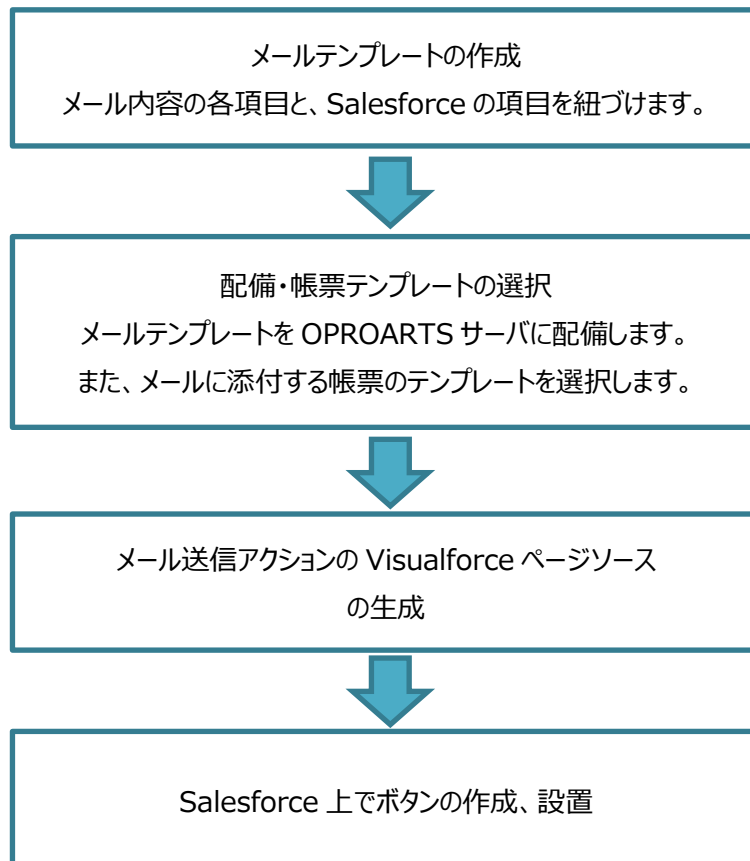 メールテンプレートの作成
メール内容の各項目と、Salesforce の項目を紐づけます。
配備・帳票テンプレートの選択
メールテンプレートを OPROARTS サーバに配備します。
また、メールに添付する帳票のテンプレートを選択します。
メール送信アクションの Visualforce ページソース
の生成
Salesforce 上でボタンの作成、設置